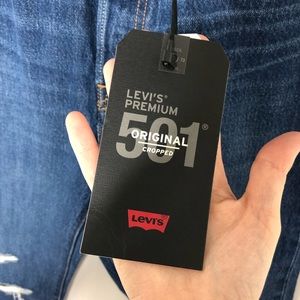 LEVI'S®
PREMIUM
501®
ORIGINAL
CROPPED
Levi's